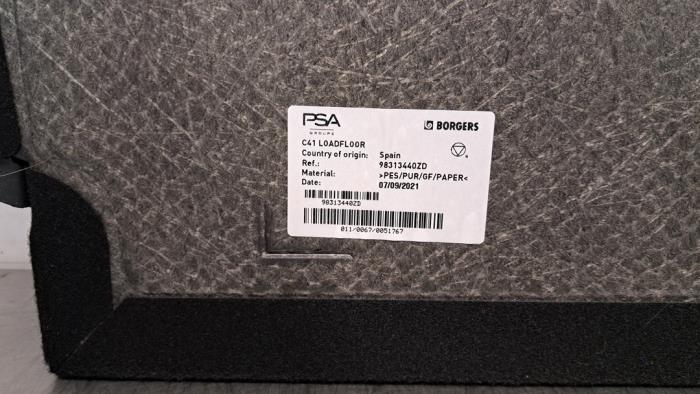 PSA
GROUPE
BORGERS
C41 LOADFLOOR
Country of origin: Spain
Ref.: 98313440ZD
Material: >PES/PUR/GF/PAPER<
Date: 07/09/2021
98313440ZD
011/0067/0051767